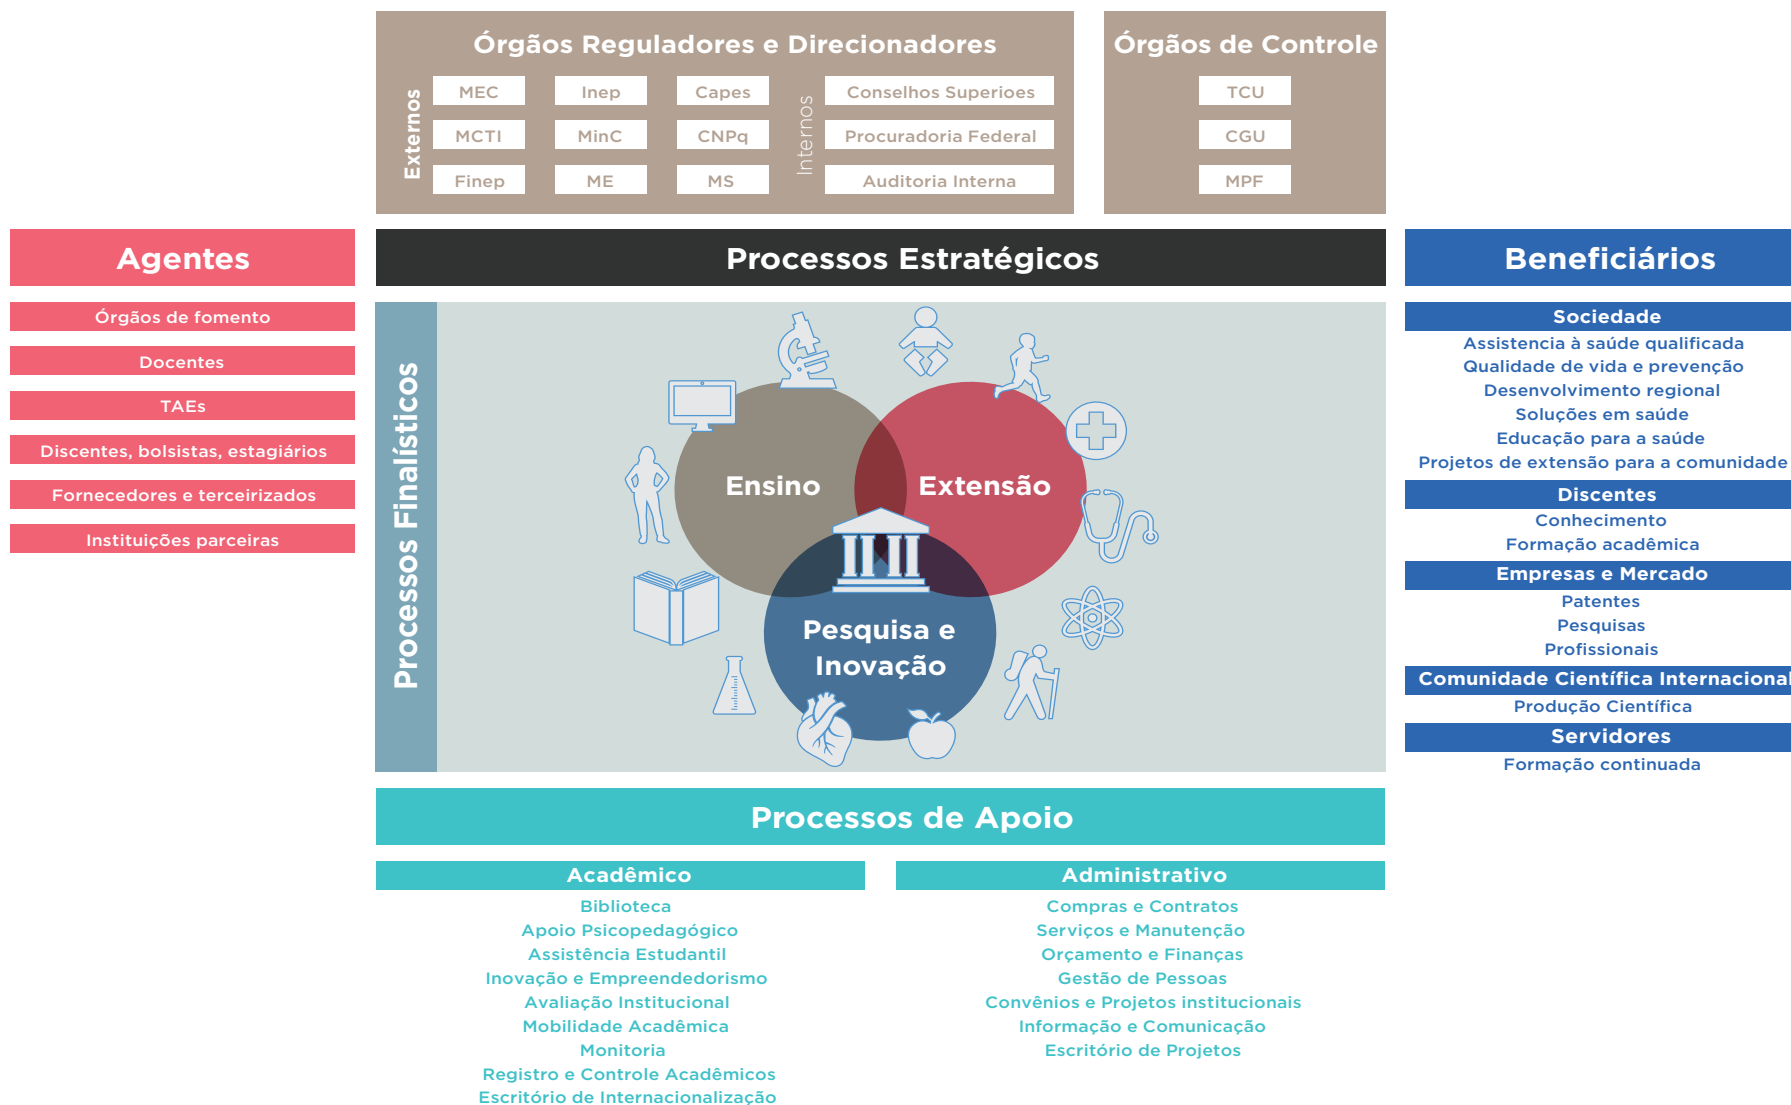 Órgãos Reguladores e Direcionadores
Externos
MEC
Inep
Capes
MCTI
MinC
CNPq
Finep
ME
MS
Internos
Conselhos Superioes
Procuradoria Federal
Auditoria Interna
Órgãos de Controle
TCU
CGU
MPF
Agentes
Órgãos de fomento
Docentes
TAEs
Discentes, bolsistas, estagiários
Fornecedores e terceirizados
Instituições parceiras
Processos Estratégicos
Processos Finalísticos
Ensino
Extensão
Pesquisa e
Inovação
Beneficiários
Sociedade
Assistencia à saúde qualificada
Qualidade de vida e prevenção
Desenvolvimento regional
Soluções em saúde
Educação para a saúde
Projetos de extensão para a comunidade
Discentes
Conhecimento
Formação acadêmica
Empresas e Mercado
Patentes
Pesquisas
Profissionais
Comunidade Científica Internacional
Produção Científica
Servidores
Formação continuada
Processos de Apoio
Acadêmico
Biblioteca
Apoio Psicopedagógico
Assistência Estudantil
Inovação e Empreendedorismo
Avaliação Institucional
Mobilidade Acadêmica
Monitoria
Registro e Controle Acadêmicos
Escritório de Internacionalização
Administrativo
Compras e Contratos
Serviços e Manutenção
Orçamento e Finanças
Gestão de Pessoas
Convênios e Projetos institucionais
Informação e Comunicação
Escritório de Projetos